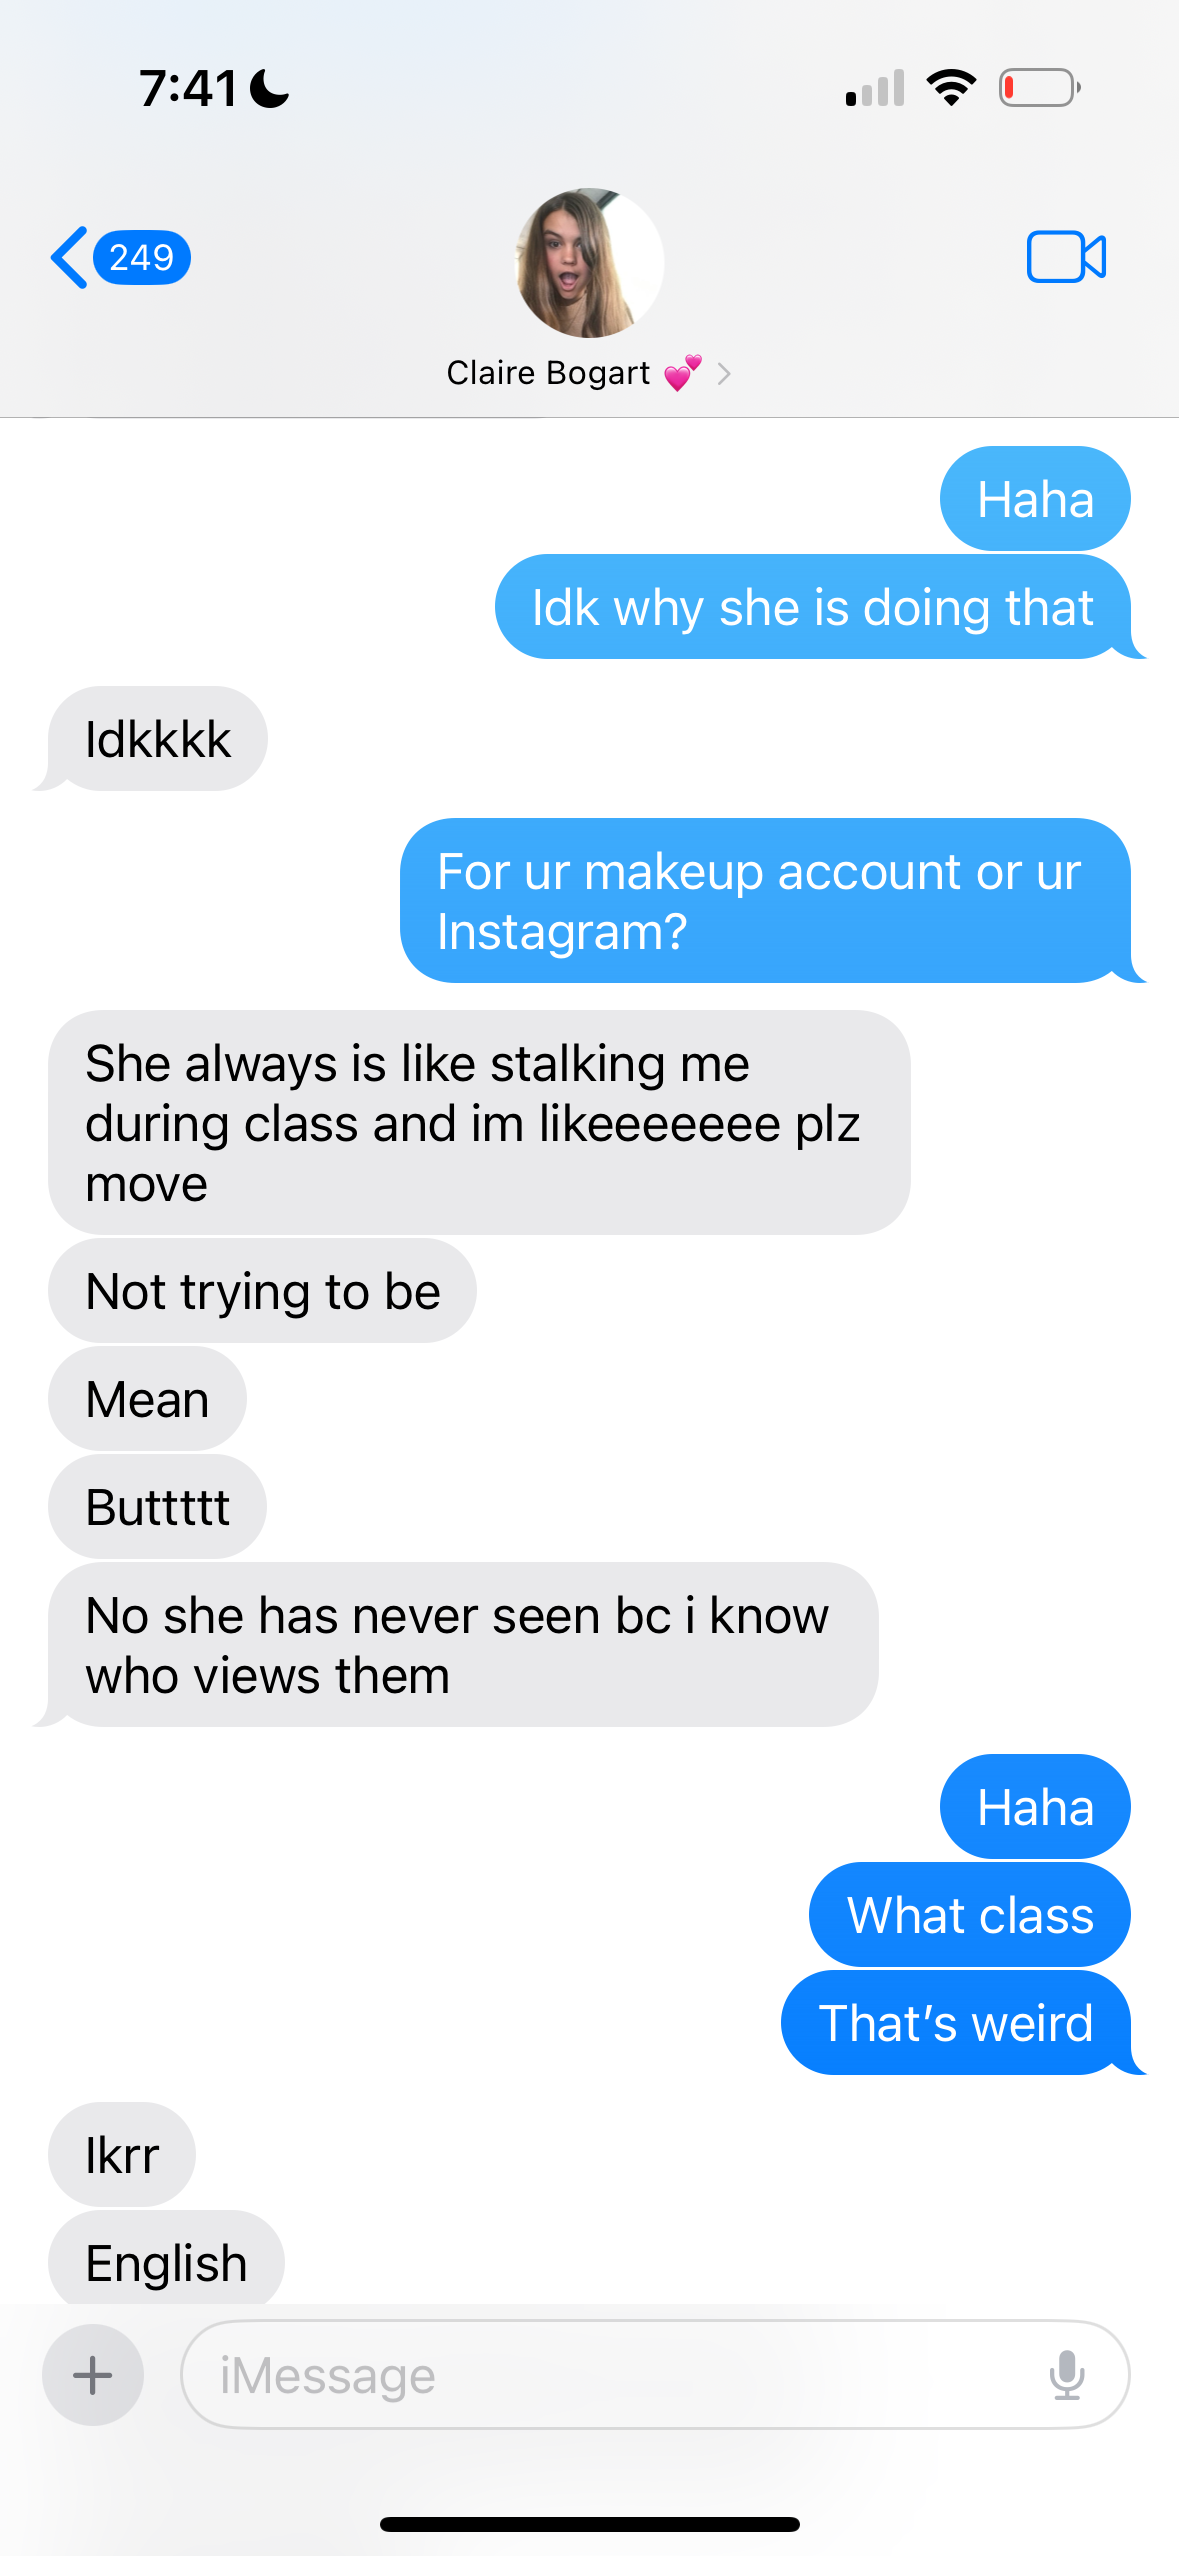 7:41
249
Claire Bogart 💕
Haha
Idk why she is doing that
Idkkkk
For ur makeup account or ur
Instagram?
She always is like stalking me
during class and im likeeeeeee plz
move
Not trying to be
Mean
Buttttt
No she has never seen bc i know
who views them
Haha
What class
That’s weird
Ikrr
English
iMessage